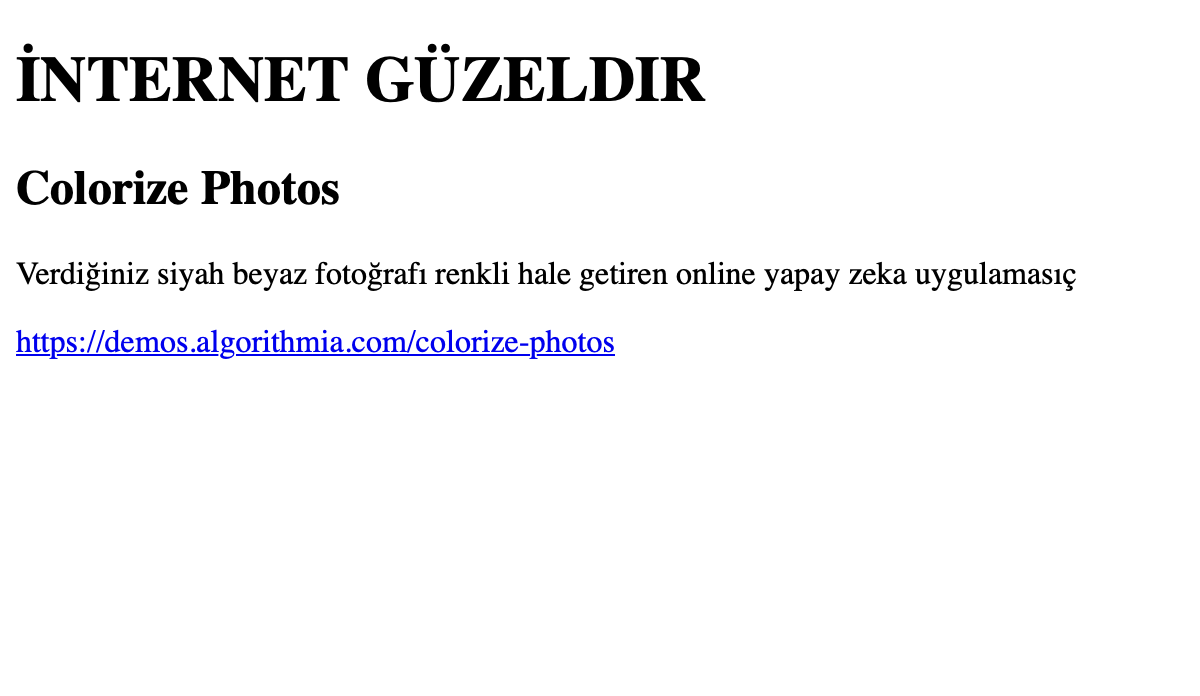 İNTERNET GÜZELDIR
Colorize Photos
Verdiğiniz siyah beyaz fotoğrafı renkli hale getiren online yapay zeka uygulamasıç
https://demos.algorithmia.com/colorize-photos